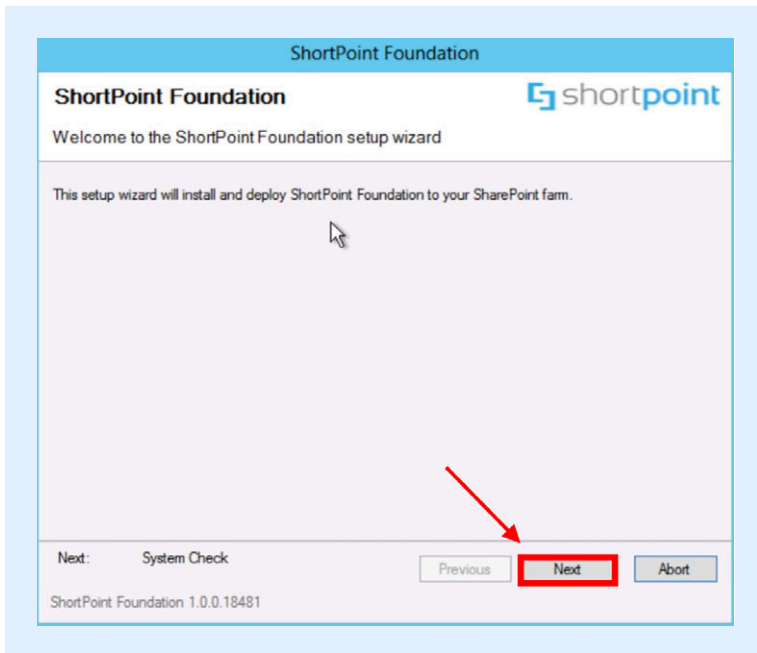 ShortPoint Foundation
ShortPoint Foundation
shortpoint
Welcome to the ShortPoint Foundation setup wizard
This setup wizard will install and deploy ShortPoint Foundation to your SharePoint farm.
Next: System Check
Previous Next Abort
ShortPoint Foundation 1.0.0.18481